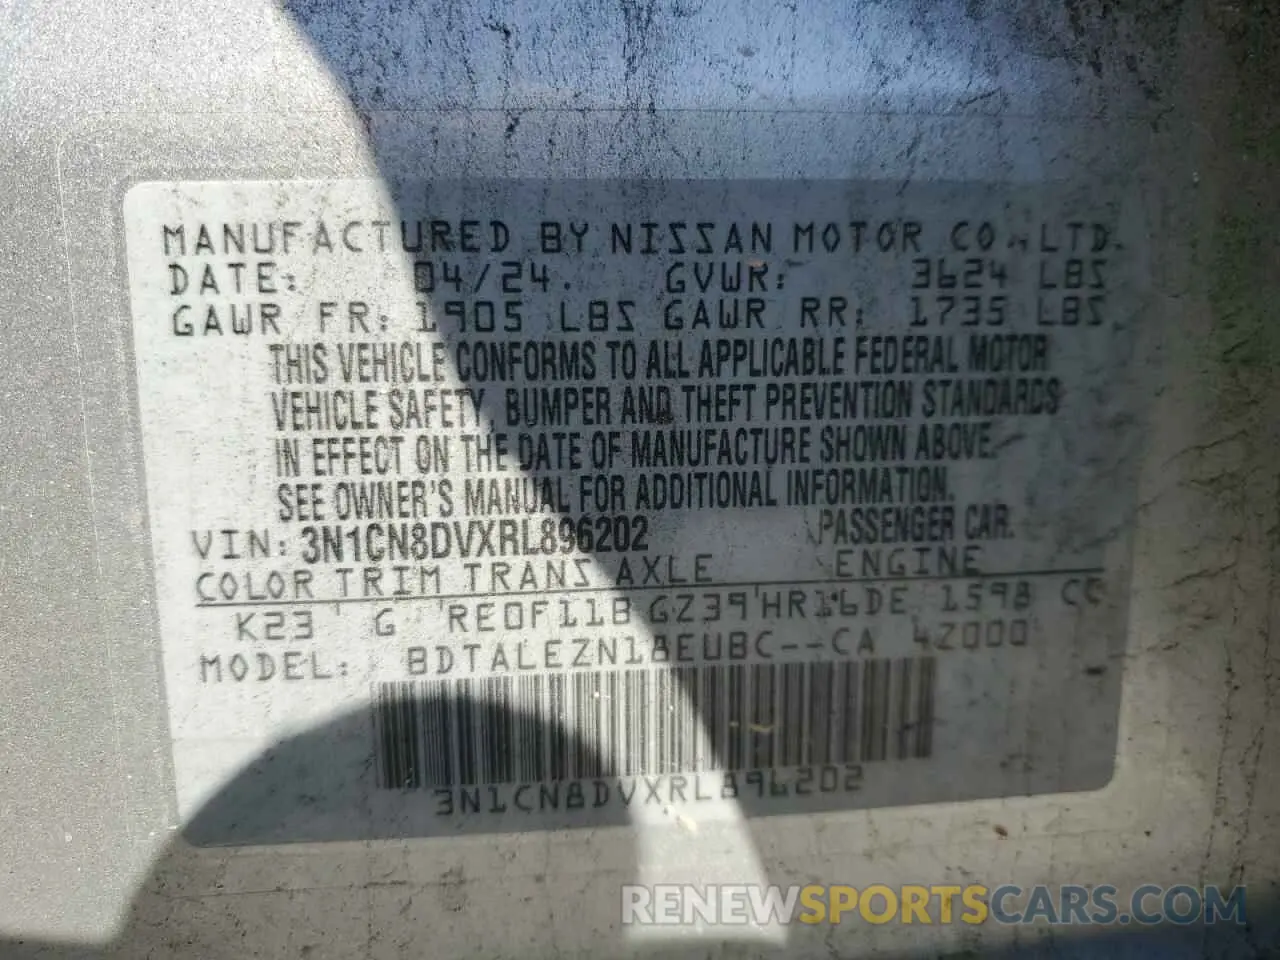 MANUFACTURED BY NISSAN MOTOR CO.,LTD.
DATE: 04/24. GVWR: 3624 LBS
GAWR FR: 1905 LBS GAWR RR: 1735 LBS
THIS VEHICLE CONFORMS TO ALL APPLICABLE FEDERAL MOTOR
VEHICLE SAFETY, BUMPER AND THEFT PREVENTION STANDARDS
IN EFFECT ON THE DATE OF MANUFACTURE SHOWN ABOVE.
SEE OWNER'S MANUAL FOR ADDITIONAL INFORMATION.
VIN: 3N1CN8DVXRL896202 PASSENGER CAR.
COLOR TRIM TRANS AXLE ENGINE
K23 G RE0F11B GZ39 HR16DE 1598 CC
MODEL: BDTALEZN18EUBC--CA 42000
3N1CN8DVXRL896202
RENEWSPORTSCARS.COM